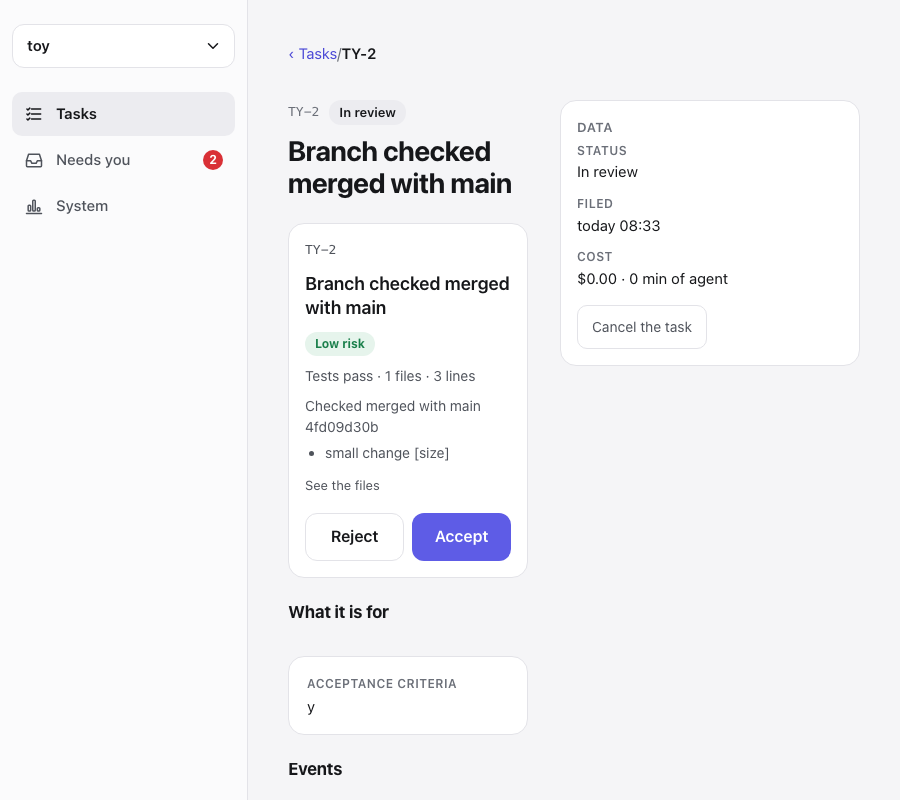 toy
Tasks
Needs you
2
System
‹ Tasks/TY-2
TY-2
In review
Branch checked
merged with main
TY-2
Branch checked merged
with main
Low risk
Tests pass · 1 files · 3 lines
Checked merged with main
4fd09d30b
• small change [size]
See the files
Reject
Accept
What it is for
ACCEPTANCE CRITERIA
y
Events
DATA
STATUS
In review
FILED
today 08:33
COST
$0.00 · 0 min of agent
Cancel the task